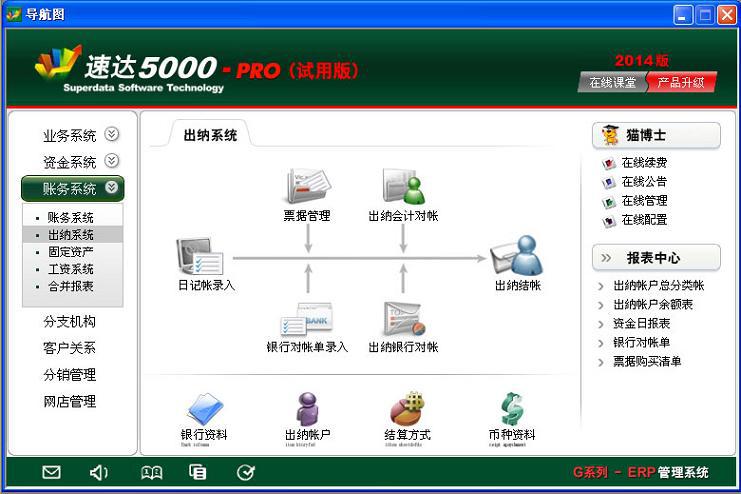 导航图
速达5000-PRO（试用版）
Superdata Software Technology
2014版
在线课堂 产品升级
业务系统
资金系统
账务系统
账务系统
出纳系统
固定资产
工资系统
合并报表
分支机构
客户关系
分销管理
网店管理
出纳系统
票据管理
出纳会计对帐
日记帐录入
出纳结帐
银行对帐单录入
出纳银行对帐
银行资料
出纳帐户
结算方式
币种资料
猫博士
在线续费
在线公告
在线管理
在线配置
报表中心
出纳帐户总分类帐
出纳帐户余额表
资金日报表
银行对帐单
票据购买清单
G系列 - ERP管理系统